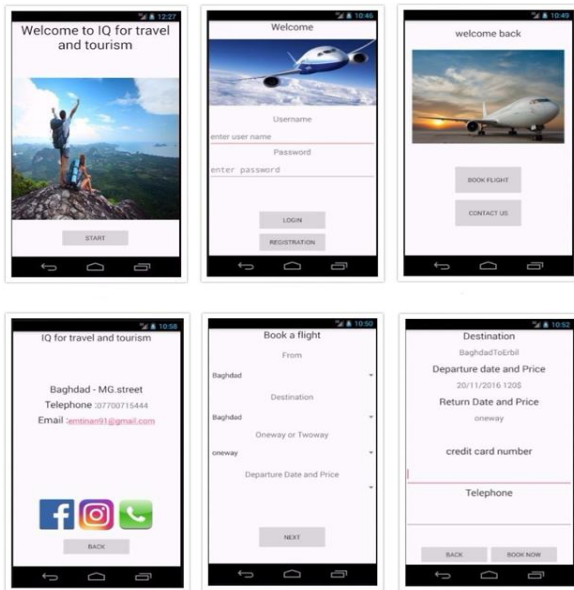 12:27
Welcome to IQ for travel
and tourism
START
10:46
Welcome
Username
enter user name
Password
enter password
LOGIN
REGISTRATION
10:49
welcome back
BOOK FLIGHT
CONTACT US
10:58
IQ for travel and tourism
Baghdad - MG.street
Telephone :07700715444
Email :emtinan91@gmail.com
BACK
10:50
Book a flight
From
Baghdad
Destination
Baghdad
Oneway or Twoway
oneway
Departure Date and Price
NEXT
10:52
Destination
BaghdadToErbil
Departure date and Price
20/11/2016 120$
Return Date and Price
oneway
credit card number
Telephone
BACK BOOK NOW